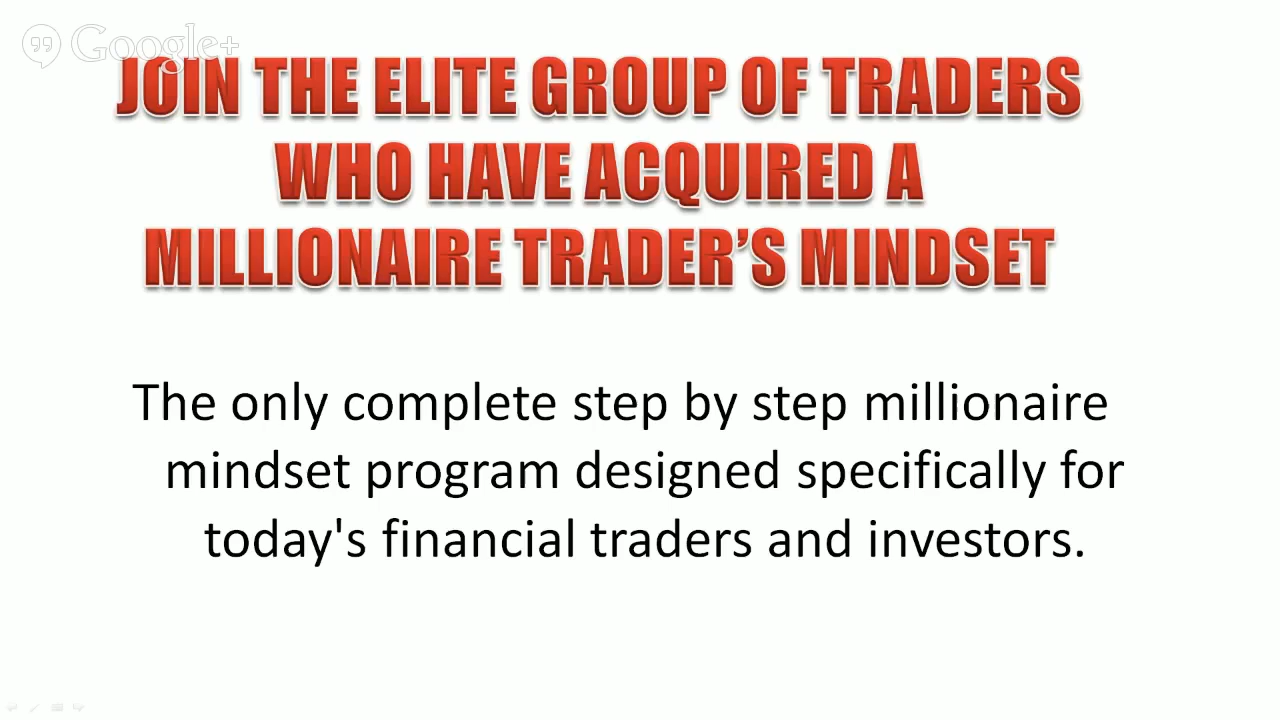 Google+
JOIN THE ELITE GROUP OF TRADERS
WHO HAVE ACQUIRED A
MILLIONAIRE TRADER’S MINDSET
The only complete step by step millionaire
mindset program designed specifically for
today's financial traders and investors.